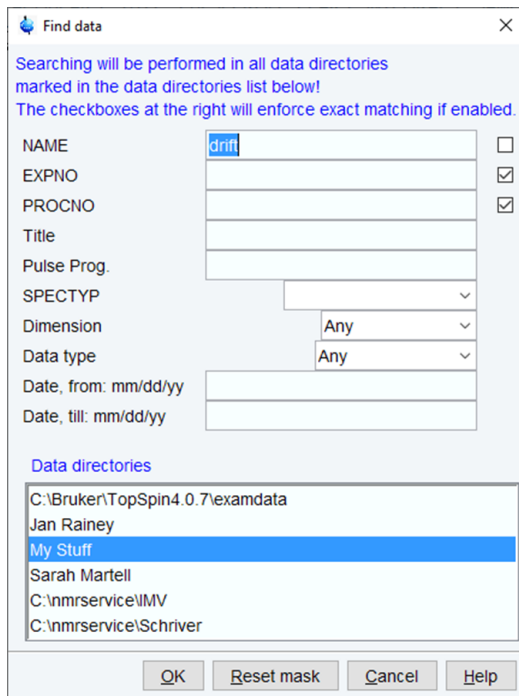 Find data
Searching will be performed in all data directories
marked in the data directories list below!
The checkboxes at the right will enforce exact matching if enabled.
NAME drift
EXPNO
PROCNO
Title
Pulse Prog.
SPECTYP
Dimension Any
Data type Any
Date, from: mm/dd/yy
Date, till: mm/dd/yy
Data directories
C:\Bruker\TopSpin4.0.7\examdata
Jan Rainey
My Stuff
Sarah Martell
C:\nmrservice\IMV
C:\nmrservice\Schriver
OK Reset mask Cancel Help